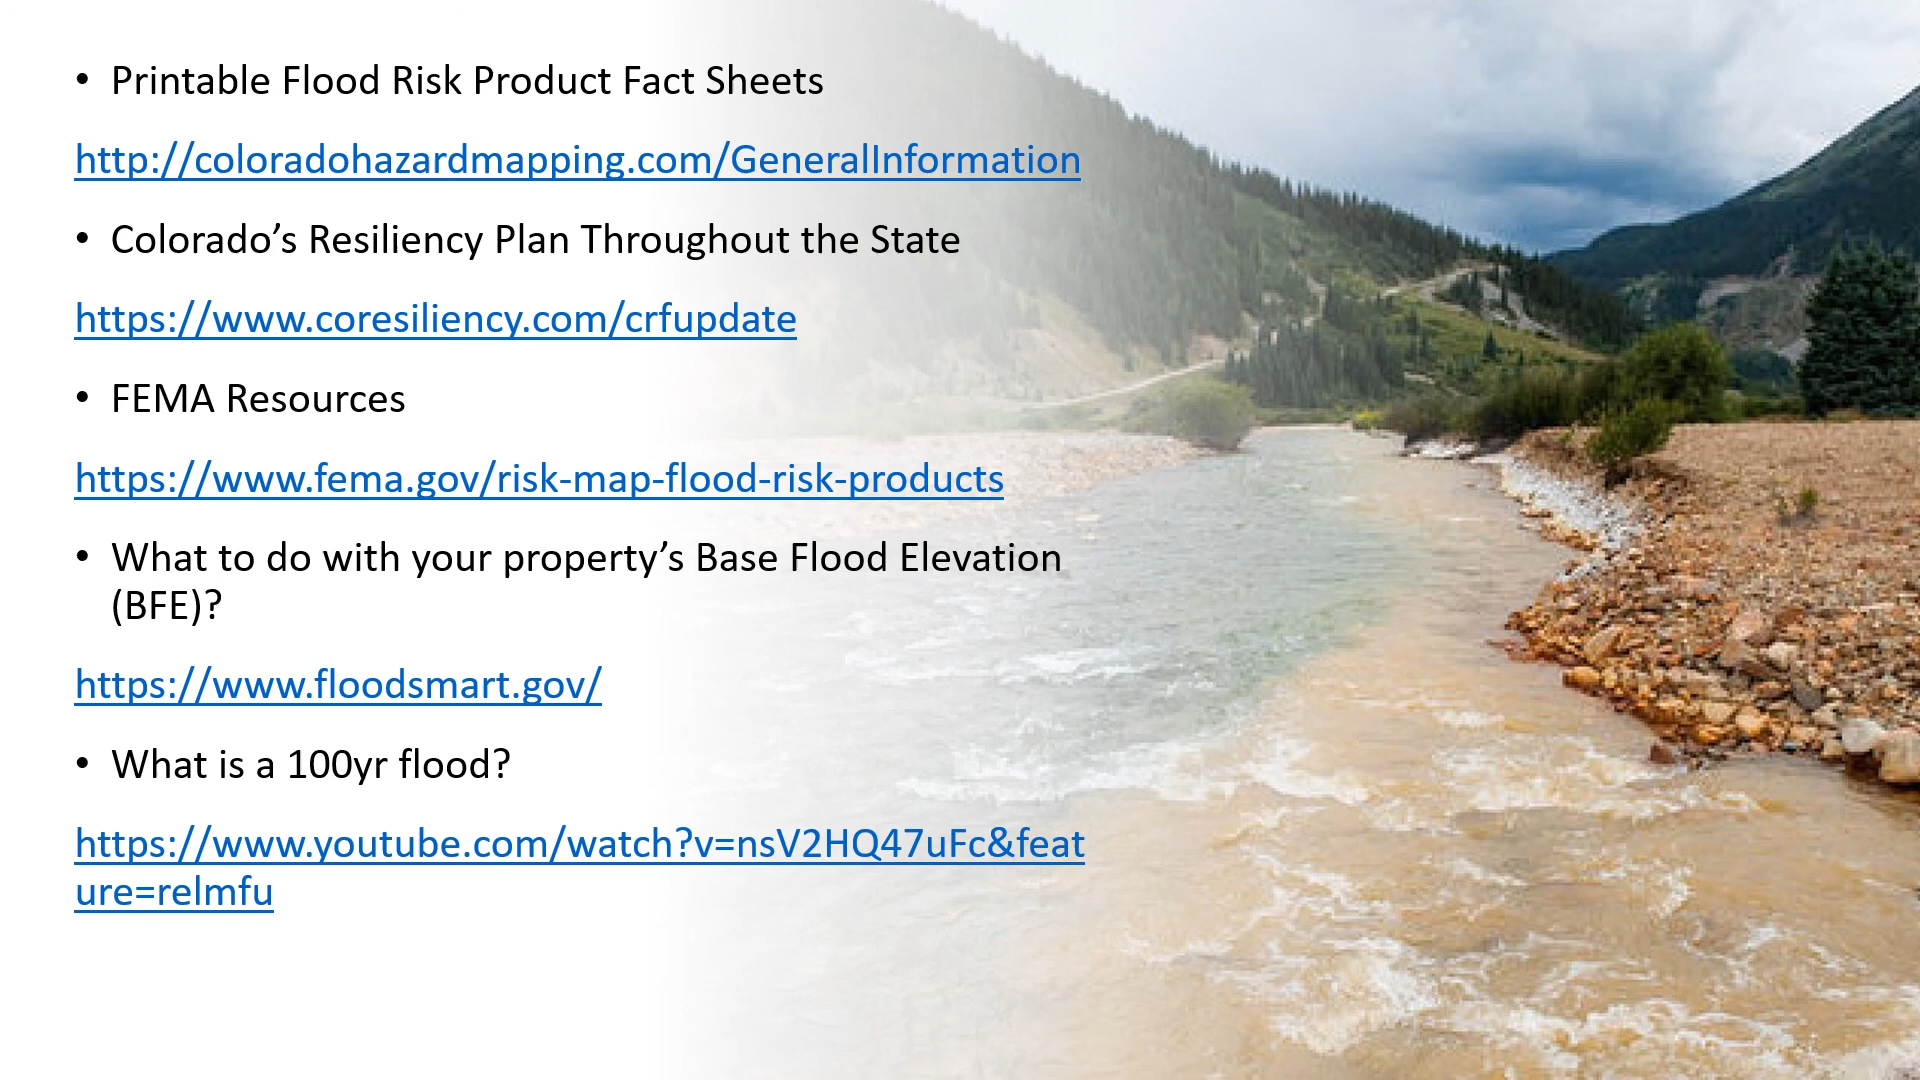 • Printable Flood Risk Product Fact Sheets
http://coloradohazardmapping.com/GeneralInformation
• Colorado’s Resiliency Plan Throughout the State
https://www.coresiliency.com/crfupdate
• FEMA Resources
https://www.fema.gov/risk-map-flood-risk-products
• What to do with your property’s Base Flood Elevation
(BFE)?
https://www.floodsmart.gov/
• What is a 100yr flood?
https://www.youtube.com/watch?v=nsV2HQ47uFc&feat
ure=relmfu